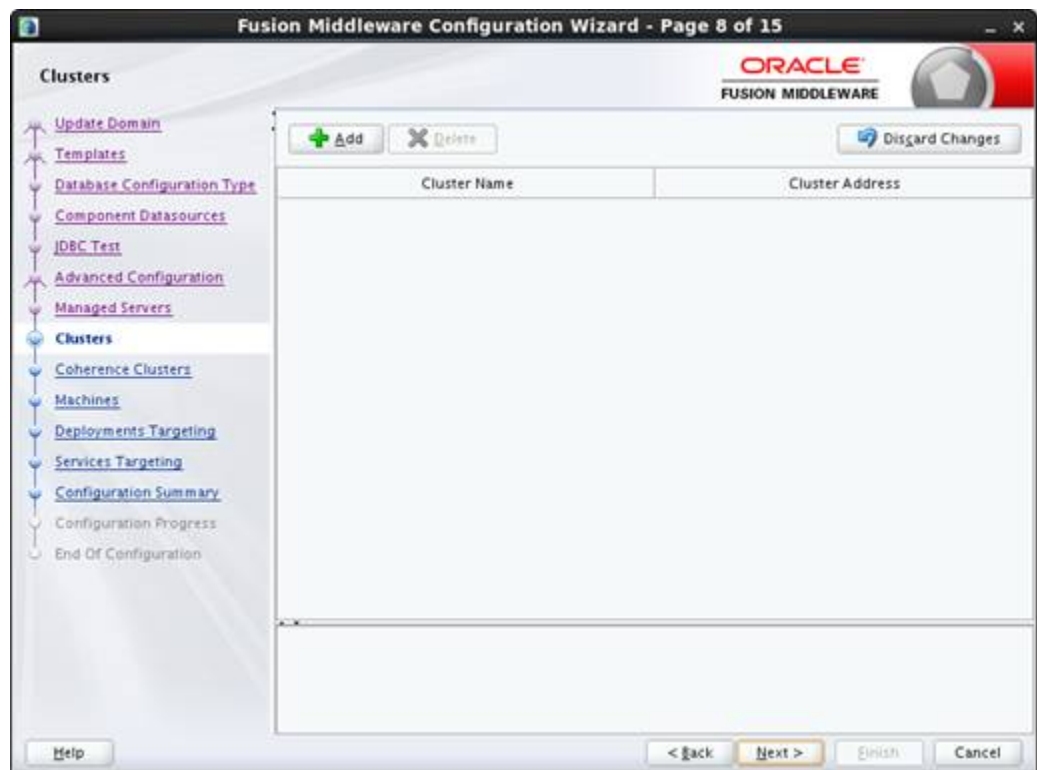 Fusion Middleware Configuration Wizard - Page 8 of 15
Clusters
ORACLE
FUSION MIDDLEWARE
Update Domain
Templates
Database Configuration Type
Component Datasources
JDBC Test
Advanced Configuration
Managed Servers
Clusters
Coherence Clusters
Machines
Deployments Targeting
Services Targeting
Configuration Summary
Configuration Progress
End Of Configuration
Add Delete Discard Changes
Cluster Name Cluster Address
Help < Back Next > Finish Cancel